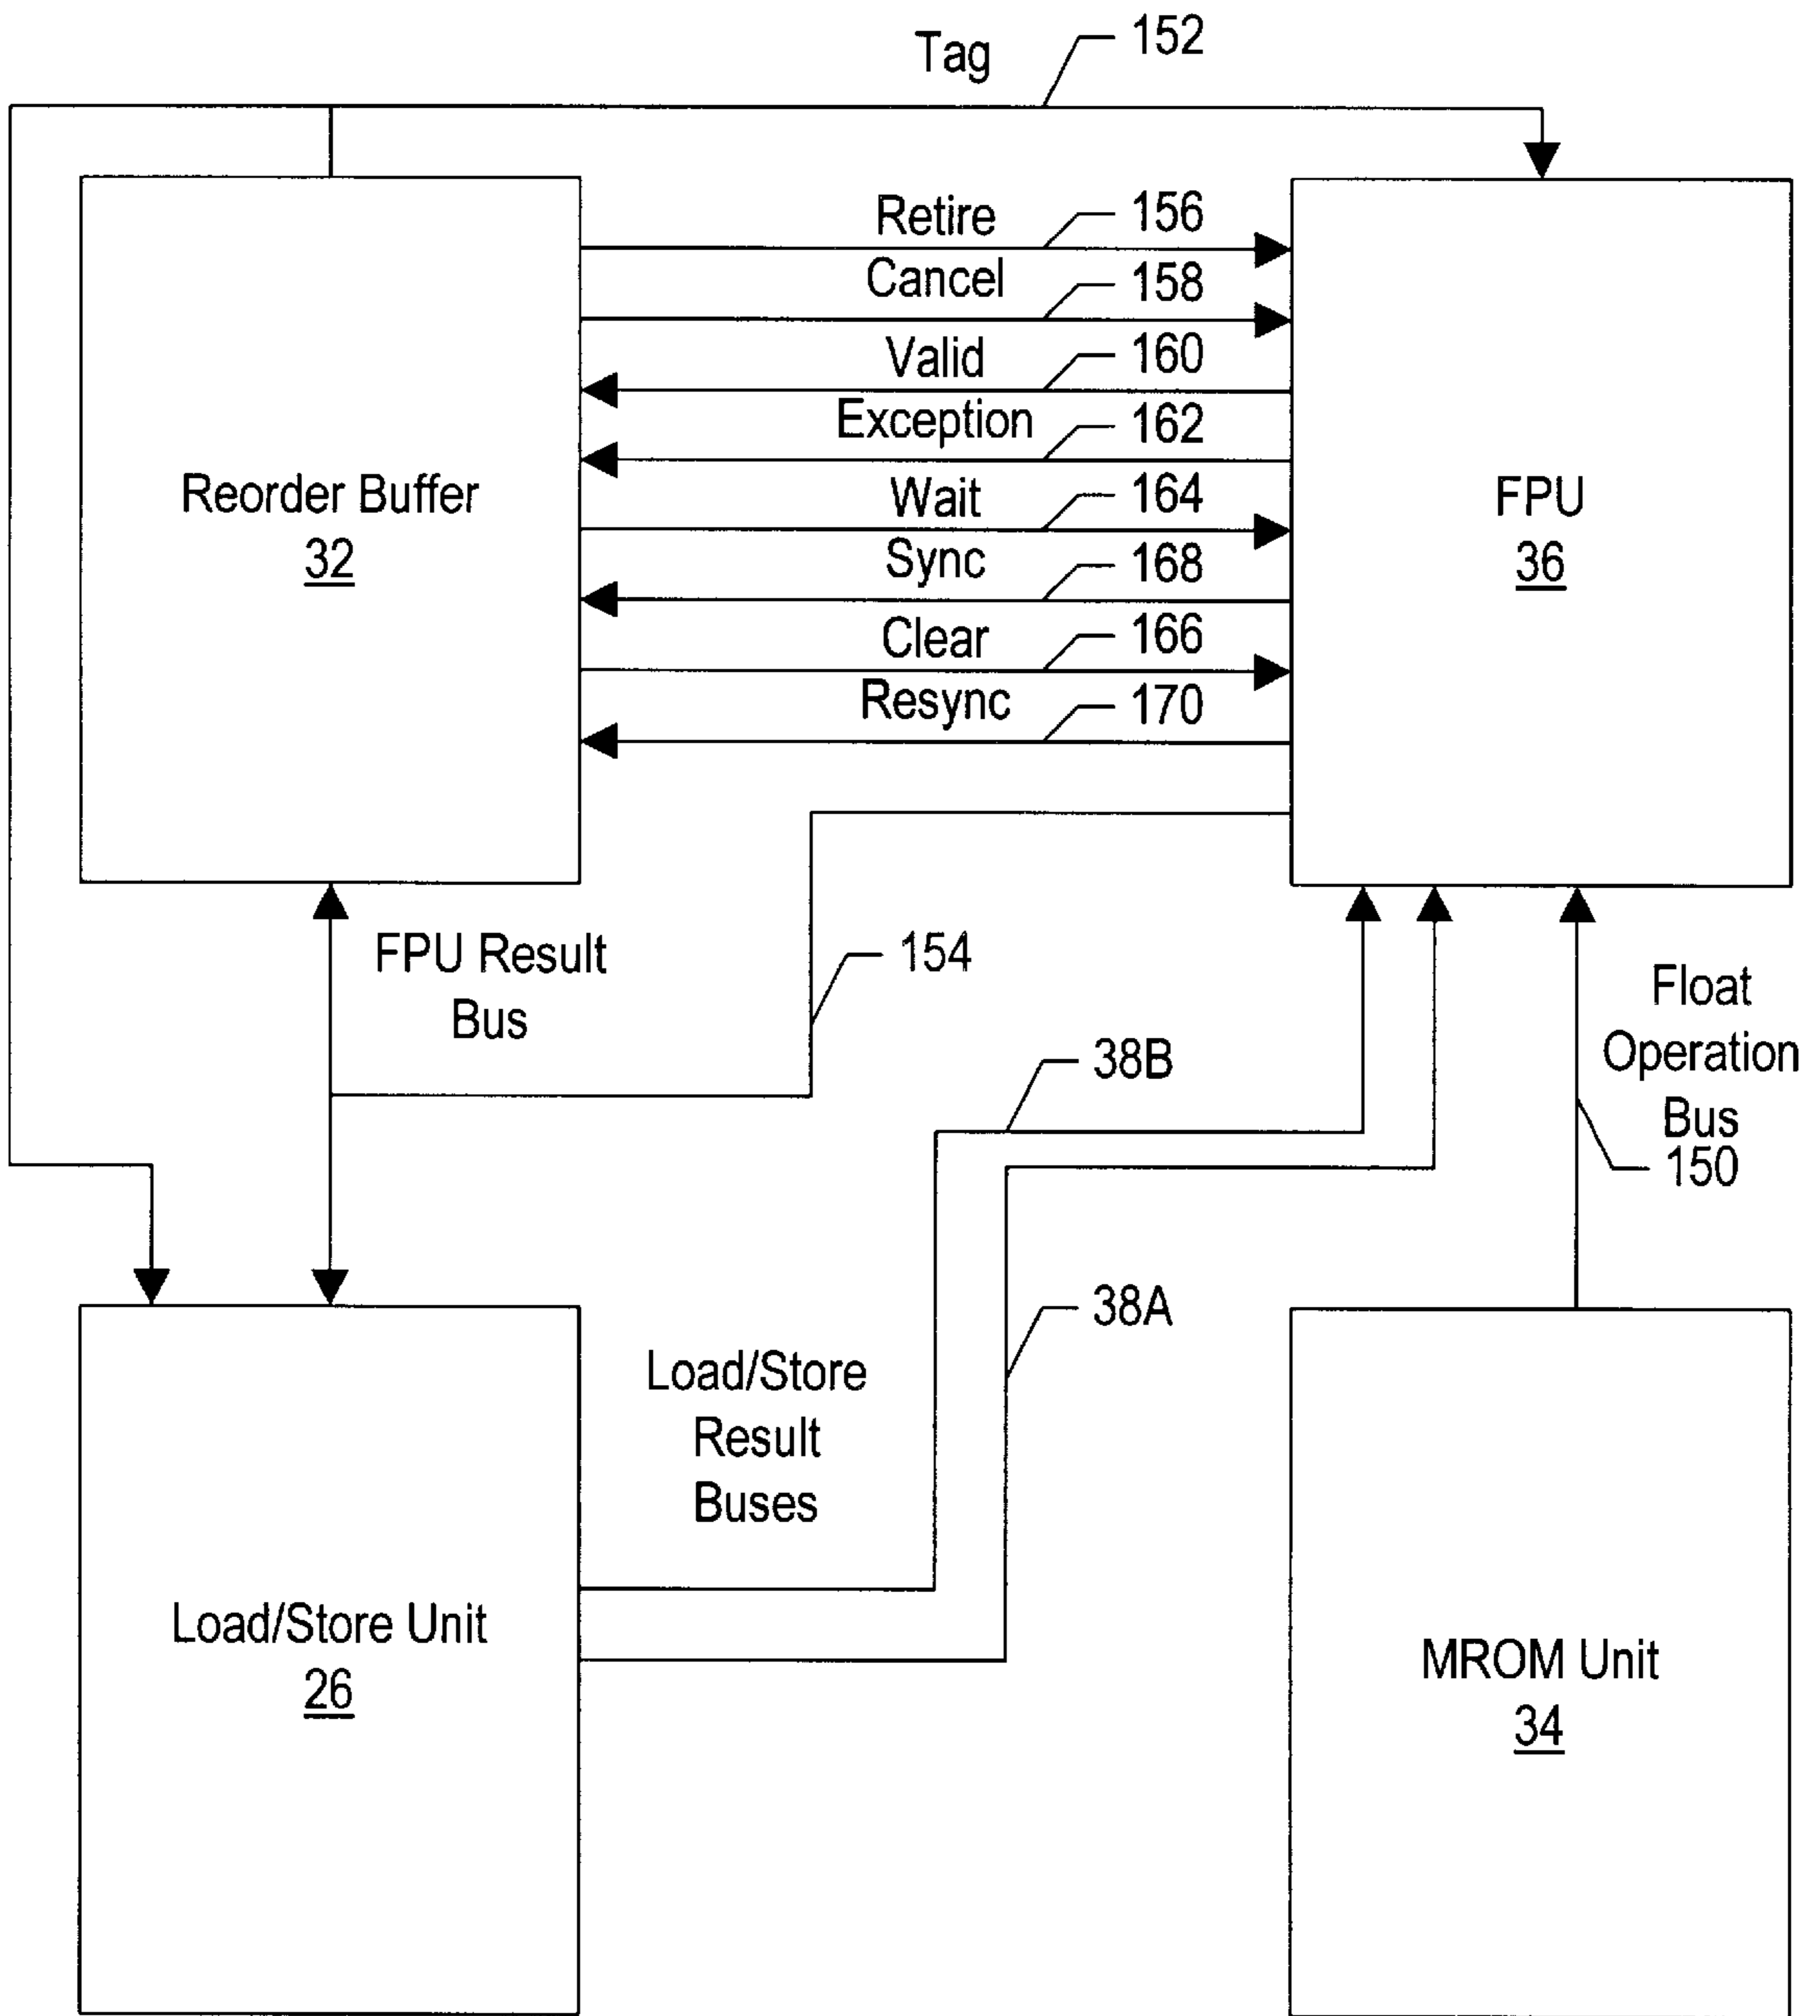 Tag
152
Retire
156
Cancel
158
Valid
160
Exception
162
Wait
164
Sync
168
Clear
166
Resync
170
Reorder Buffer
32
FPU
36
FPU Result
Bus
154
Float
Operation
Bus
150
38B
38A
Load/Store
Result
Buses
Load/Store Unit
26
MROM Unit
34